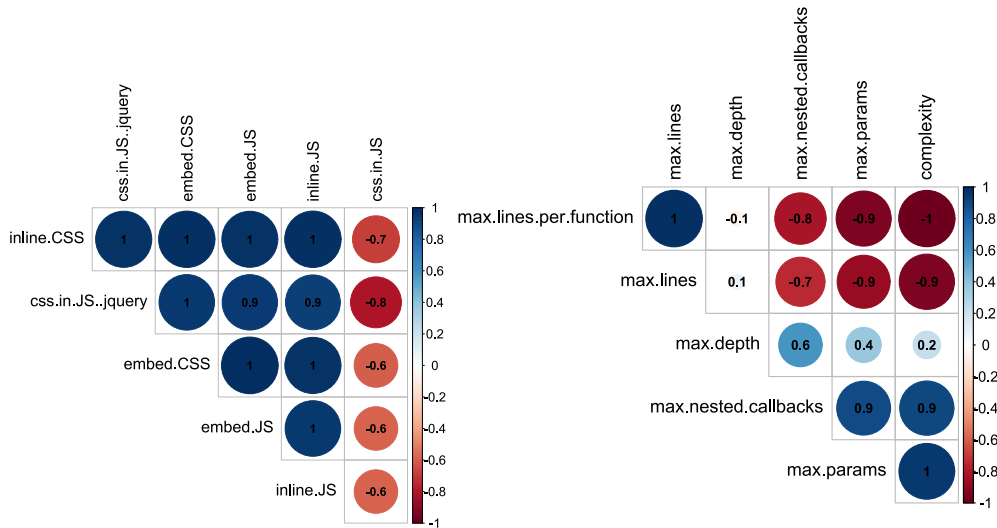 css.in.JS..jquery
embed.CSS
embed.JS
inline.JS
css.in.JS
inline.CSS 1 1 1 1 -0.7
css.in.JS..jquery 1 0.9 0.9 -0.8
embed.CSS 1 1 -0.6
embed.JS 1 -0.6
inline.JS -0.6
1
0.8
0.6
0.4
0.2
0
-0.2
-0.4
-0.6
-0.8
-1
max.lines
max.depth
max.nested.callbacks
max.params
complexity
max.lines.per.function 1 -0.1 -0.8 -0.9 -1
max.lines 0.1 -0.7 -0.9 -0.9
max.depth 0.6 0.4 0.2
max.nested.callbacks 0.9 0.9
max.params 1
1
0.8
0.6
0.4
0.2
0
-0.2
-0.4
-0.6
-0.8
-1